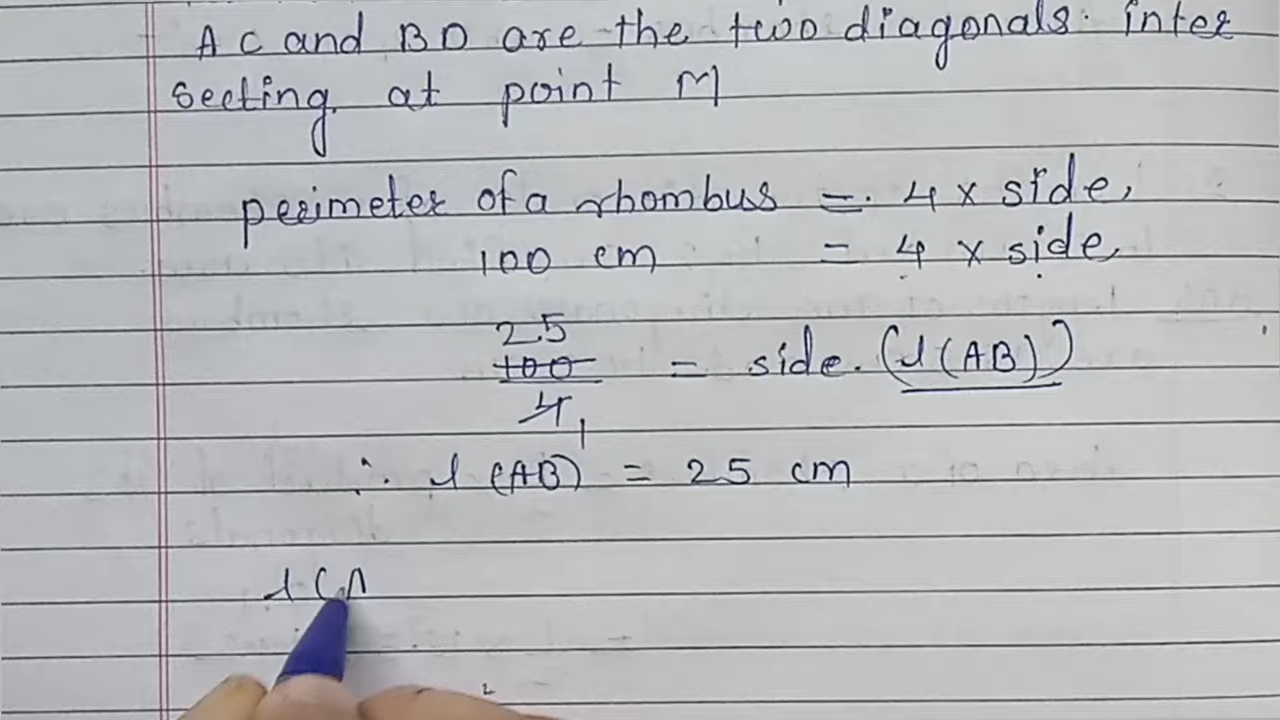 AC and BD are the two diagonals. inter
secting. at point M
perimeter of a rhombus =. 4 x side,
100 cm = 4 x side,
25
100 = side. (l(AB))
4 1
∴ l (AB) = 25 cm
l (A